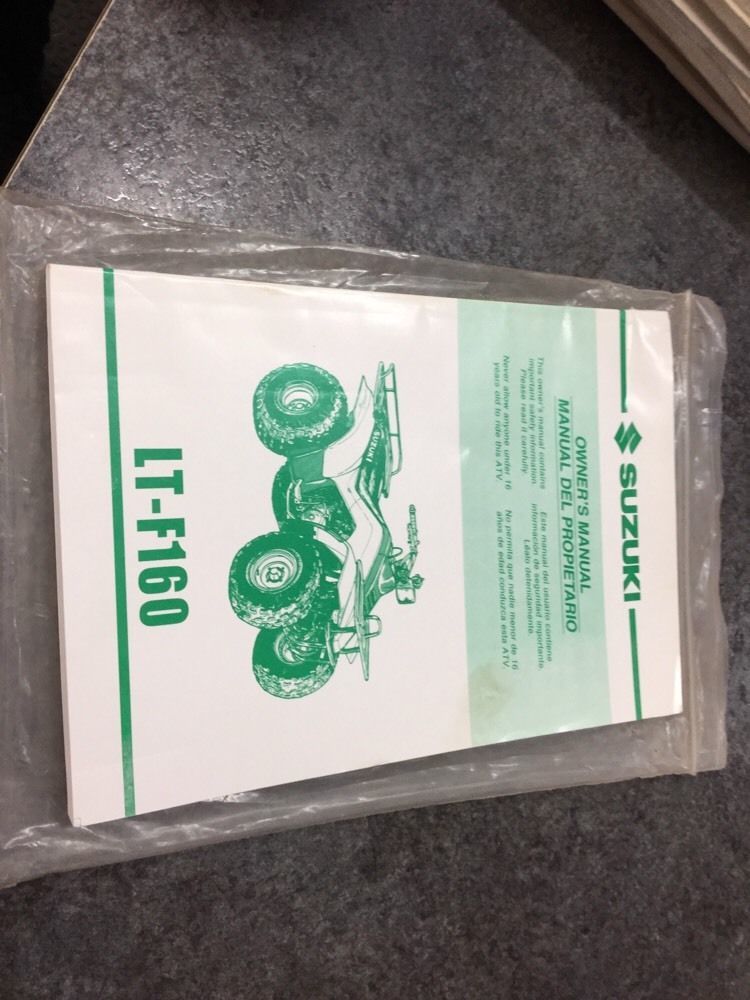 SUZUKI
OWNER'S MANUAL
MANUAL DEL PROPIETARIO
This owner's manual contains
important safety information.
Please read it carefully.
Este manual del usuario contiene
información de seguridad importante.
Léalo detenidamente.
Never allow anyone under 16
years old to ride this ATV.
No permita que nadie menor de 16
años de edad conduzca este ATV.
SUZUKI
LT-F160